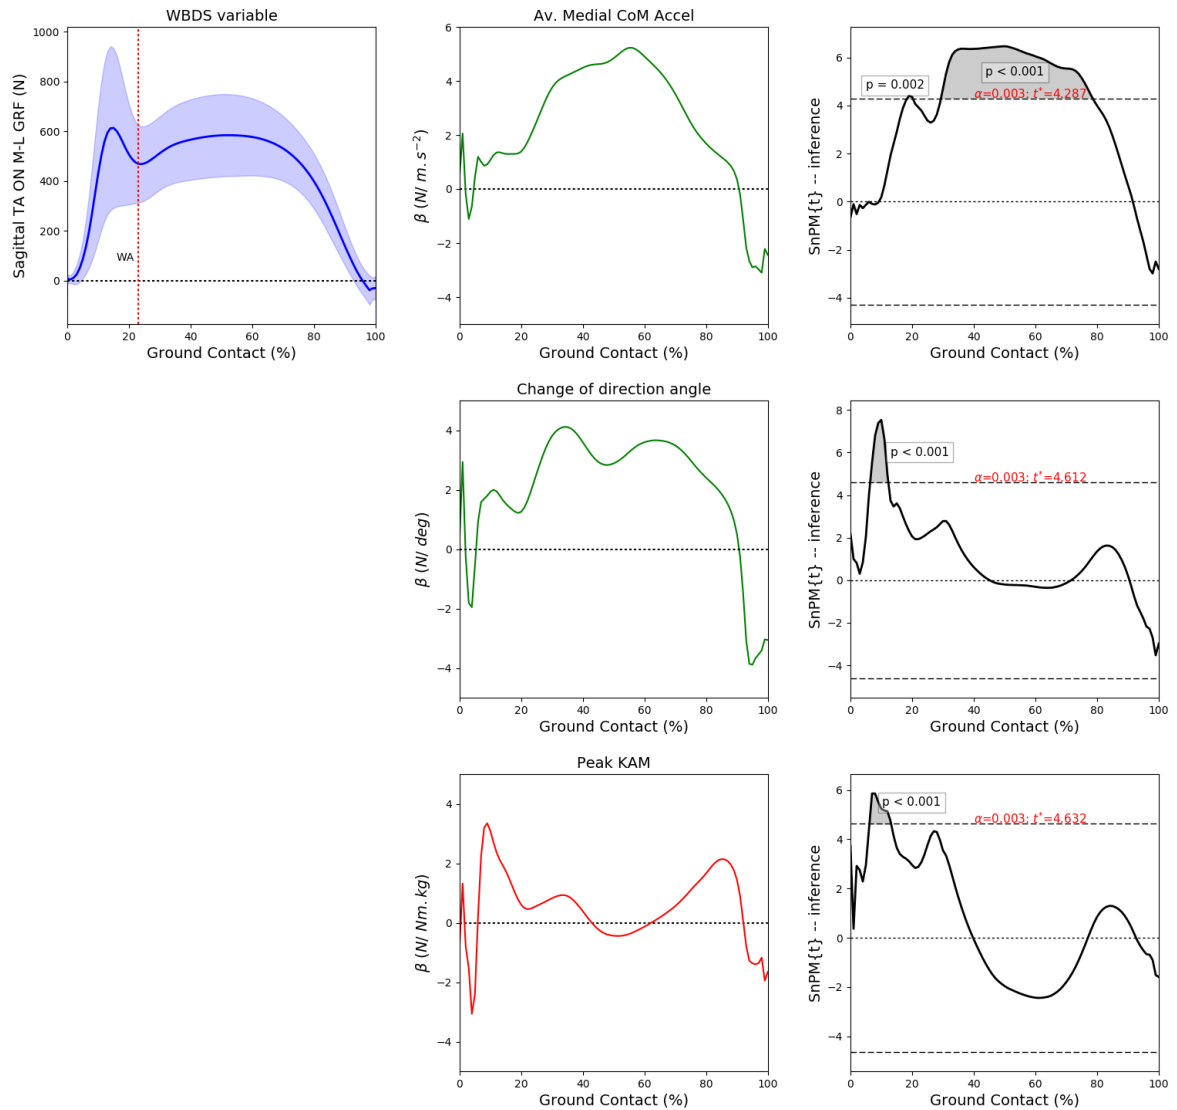 WBDS variable
Sagittal TA ON M-L GRF (N)
1000
800
600
400
200
0
WA
0 20 40 60 80 100
Ground Contact (%)
Av. Medial CoM Accel
β (N/ m. s⁻²)
6
4
2
0
−2
−4
0 20 40 60 80 100
Ground Contact (%)
SnPM{t} -- inference
6
4
2
0
−2
−4
p = 0.002
p < 0.001
α=0.003; t*=4.287
0 20 40 60 80 100
Ground Contact (%)
Change of direction angle
β (N/ deg)
4
2
0
−2
−4
0 20 40 60 80 100
Ground Contact (%)
SnPM{t} -- inference
8
6
4
2
0
−2
−4
p < 0.001
α=0.003; t*=4.612
0 20 40 60 80 100
Ground Contact (%)
Peak KAM
β (N/ Nm. kg)
4
2
0
−2
−4
0 20 40 60 80 100
Ground Contact (%)
SnPM{t} -- inference
6
4
2
0
−2
−4
p < 0.001
α=0.003; t*=4.632
0 20 40 60 80 100
Ground Contact (%)